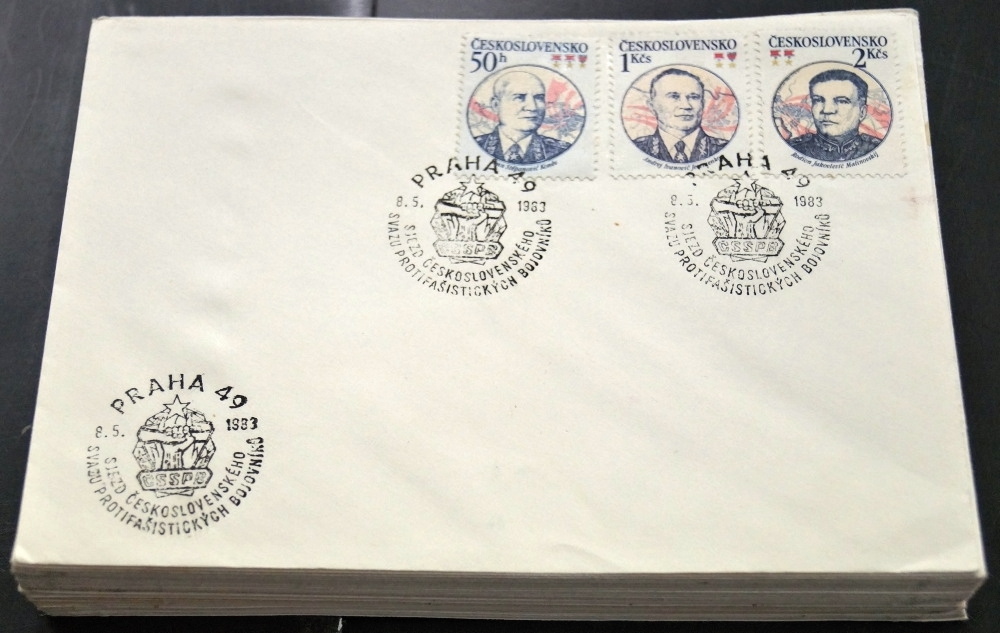 ČESKOSLOVENSKO
50h
ČESKOSLOVENSKO
1Kčs
Andrej Ivanovič
ČESKOSLOVENSKO
2Kčs
Rodion Jakovlevič Malinovskij
PRAHA 49
8.5. 1983
ČSSPB
SJEZD ČESKOSLOVENSKÉHO
SVAZU PROTIFAŠISTICKÝCH BOJOVNÍKŮ
PRAHA 49
8.5. 1983
ČSSPB
SJEZD ČESKOSLOVENSKÉHO
SVAZU PROTIFAŠISTICKÝCH BOJOVNÍKŮ
PRAHA 49
8.5. 1983
ČSSPB
SJEZD ČESKOSLOVENSKÉHO
SVAZU PROTIFAŠISTICKÝCH BOJOVNÍKŮ